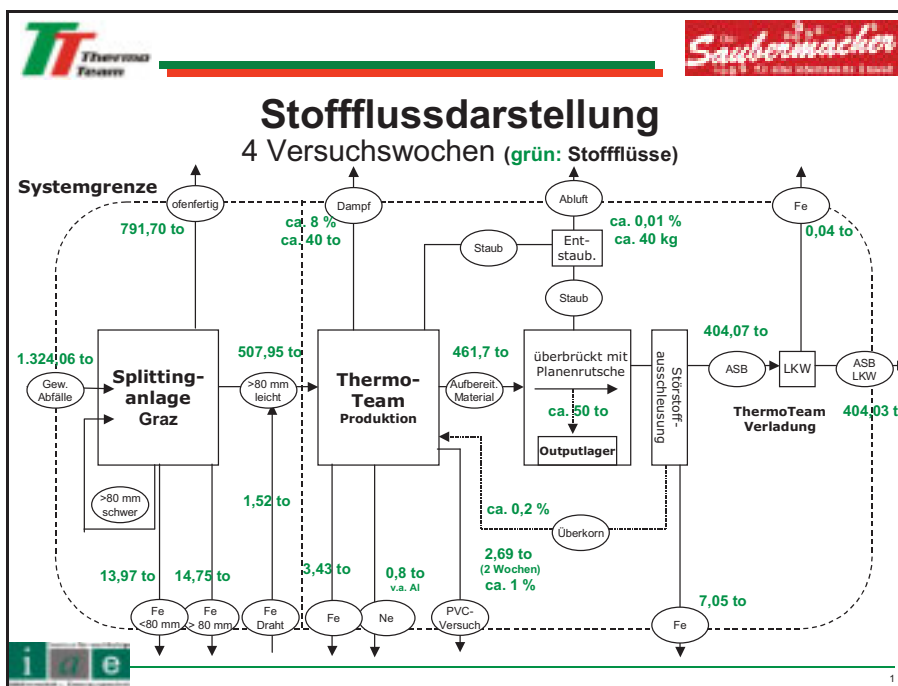 TT Thermo
Team
Saubermacher
für eine lebenswerte Umwelt
Stoffflussdarstellung
4 Versuchswochen (grün: Stoffflüsse)
Systemgrenze
ofenfertig
791,70 to
Dampf
ca. 8 %
ca. 40 to
Abluft
ca. 0,01 %
ca. 40 kg
Fe
0,04 to
Staub
Ent-
staub.
Staub
1.324,06 to
Gew.
Abfälle
Splitting-
anlage
Graz
507,95 to
>80 mm
leicht
Thermo-
Team
Produktion
461,7 to
Aufbereit.
Material
überbrückt mit
Planenrutsche
ca. 50 to
Outputlager
Störstoff-
ausschleusung
404,07 to
ASB
LKW
ASB
LKW
ThermoTeam
Verladung
404,03 t
>80 mm
schwer
1,52 to
ca. 0,2 %
Überkorn
13,97 to
14,75 to
3,43 to
0,8 to
v.a. Al
2,69 to
(2 Wochen)
ca. 1 %
7,05 to
Fe
<80 mm
Fe
> 80 mm
Fe
Draht
Fe
Ne
PVC-
Versuch
Fe
i a e
1